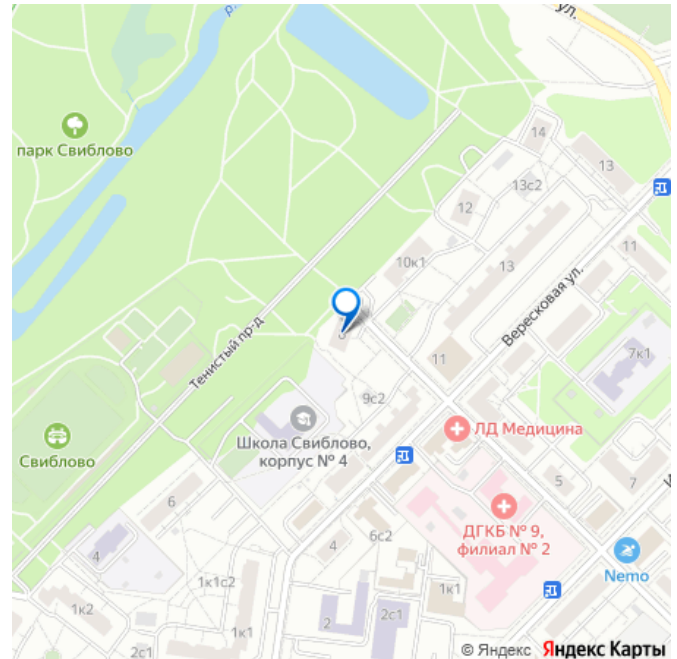 р.
ул.
парк Свиблово
14
13
13с2
12
11
10к1
13
Вересковая ул.
Тенистый пр-д
11
7к1
9с2
ЛД Медицина
Школа Свиблово,
корпус № 4
Свиблово
5
7
6
ДГКБ № 9,
филиал № 2
6с2
4
4
Nemo
1к1с2
1к1
1к2
2
2с1
1к1
2с1
© Яндекс Яндекс Карты